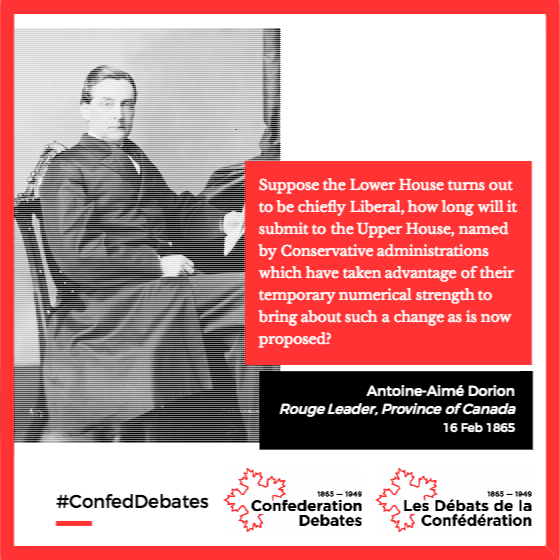 Suppose the Lower House turns out
to be chiefly Liberal, how long will it
submit to the Upper House, named
by Conservative administrations
which have taken advantage of their
temporary numerical strength to
bring about such a change as is now
proposed?
Antoine-Aimé Dorion
Rouge Leader, Province of Canada
16 Feb 1865
#ConfedDebates
1865 — 1949
Confederation
Debates
1865 — 1949
Les Débats de la
Confédération